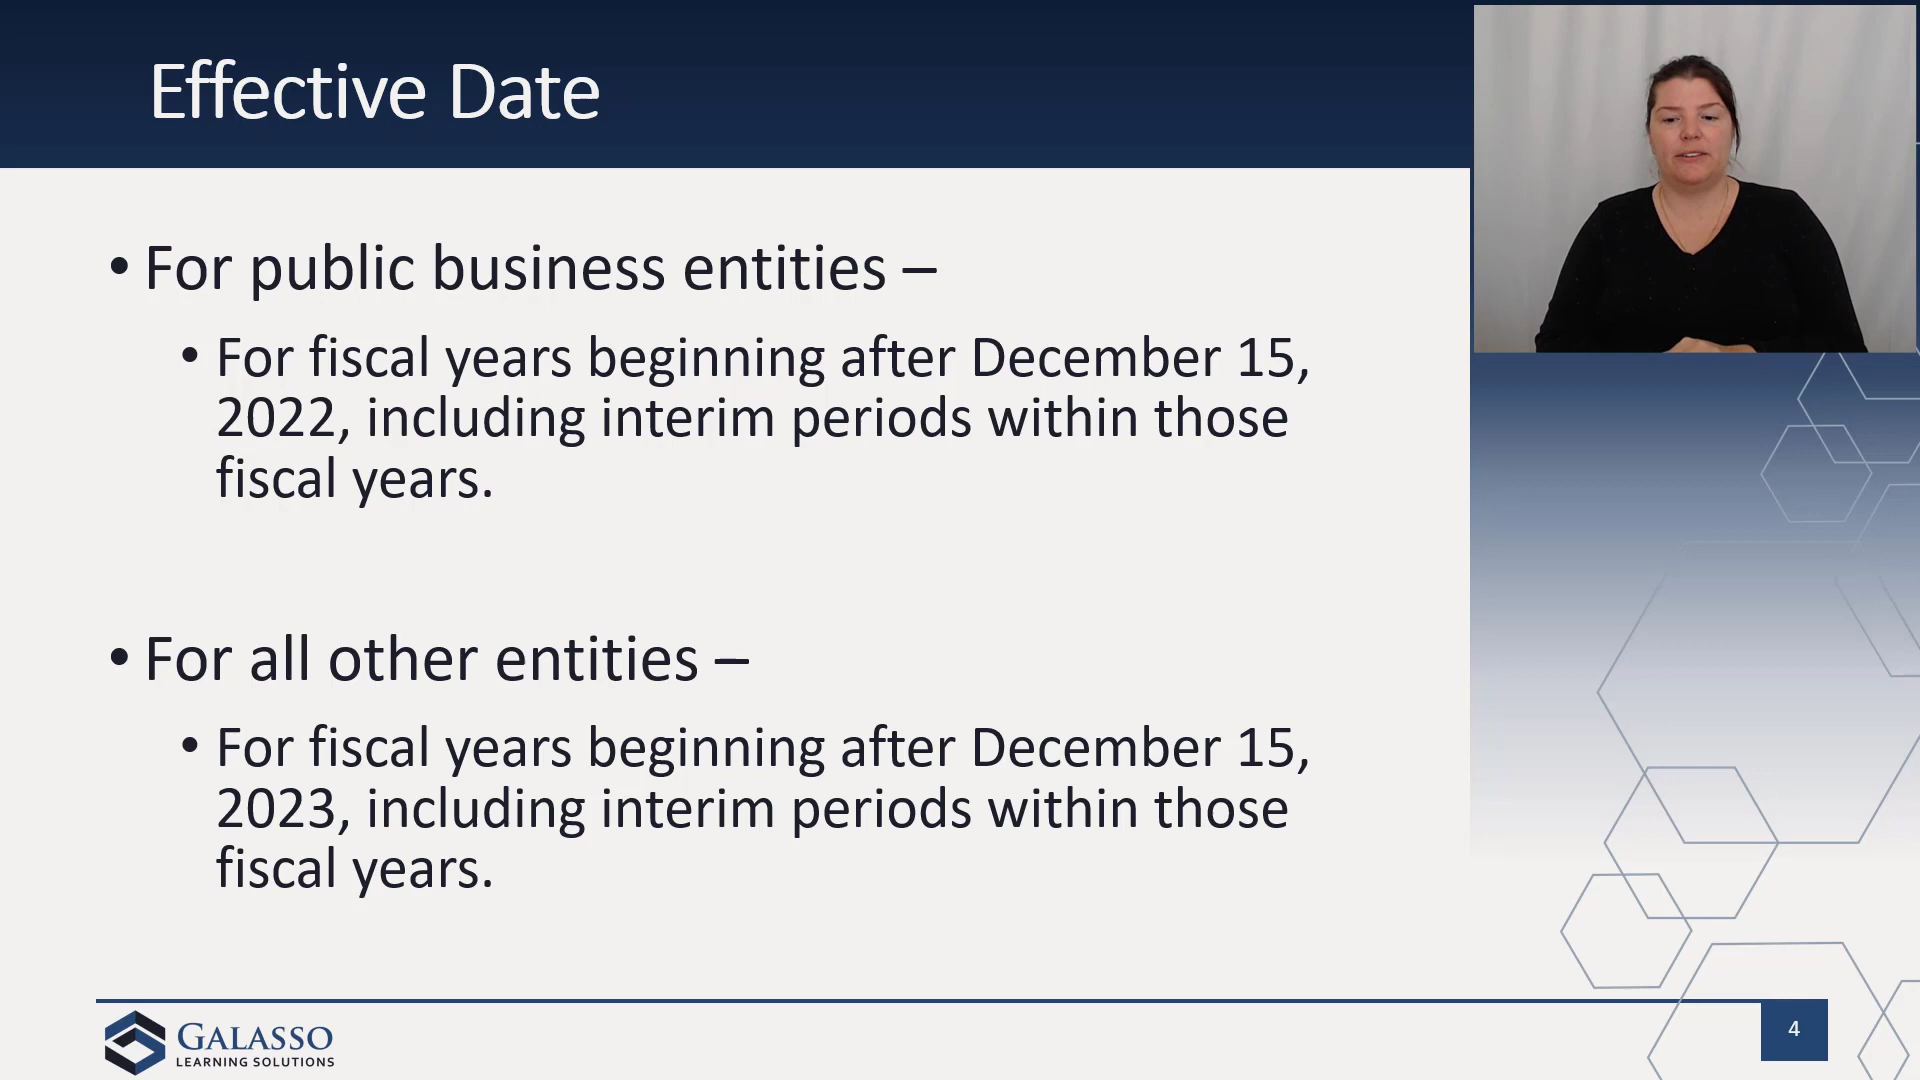 Effective Date
• For public business entities –
• For fiscal years beginning after December 15,
2022, including interim periods within those
fiscal years.
• For all other entities –
• For fiscal years beginning after December 15,
2023, including interim periods within those
fiscal years.
GALASSO
LEARNING SOLUTIONS
4